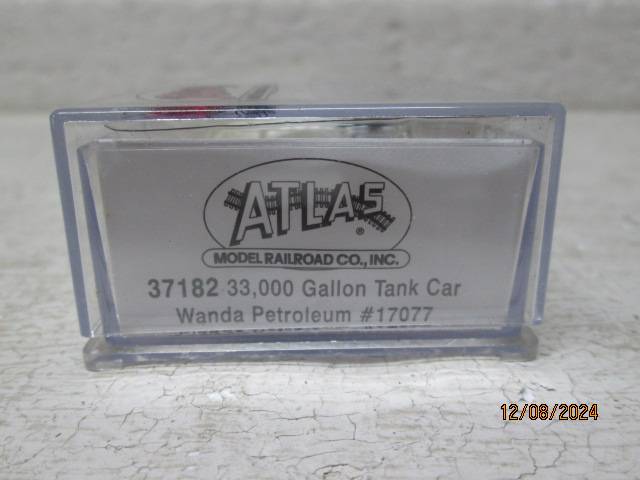 ATLAS
®
MODEL RAILROAD CO., INC.
37182 33,000 Gallon Tank Car
Wanda Petroleum #17077
12/08/2024